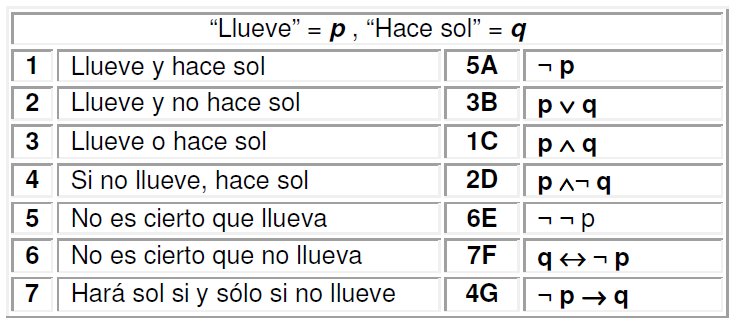 “Llueve” = p , “Hace sol” = q
1 Llueve y hace sol 5A ¬ p
2 Llueve y no hace sol 3B p ∨ q
3 Llueve o hace sol 1C p ∧ q
4 Si no llueve, hace sol 2D p ∧¬ q
5 No es cierto que llueva 6E ¬ ¬ p
6 No es cierto que no llueva 7F q ↔ ¬ p
7 Hará sol si y sólo si no llueve 4G ¬ p → q